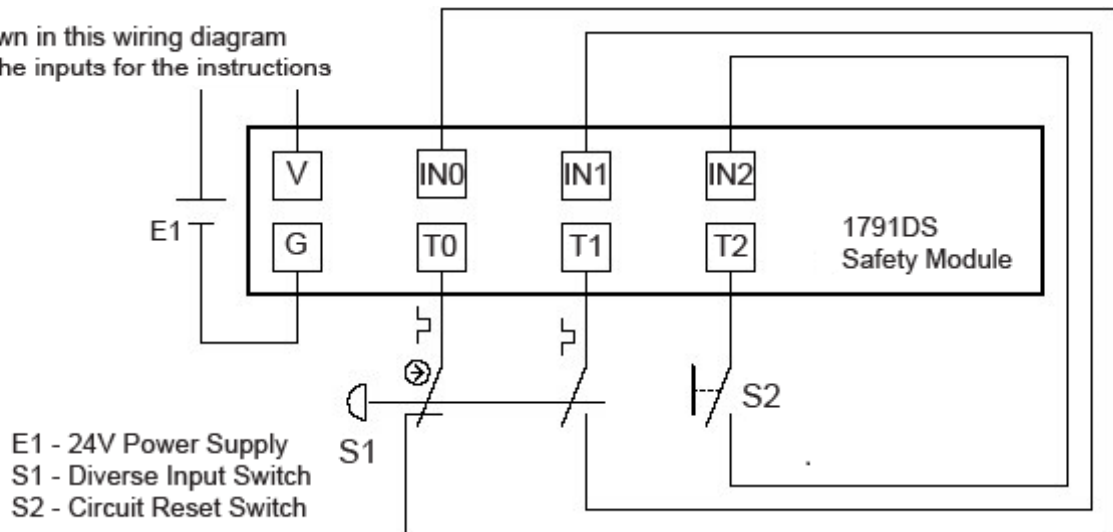 wn in this wiring diagram
he inputs for the instructions
V
IN0
IN1
IN2
E1
G
T0
T1
T2
1791DS
Safety Module
S1
S2
E1 - 24V Power Supply
S1 - Diverse Input Switch
S2 - Circuit Reset Switch